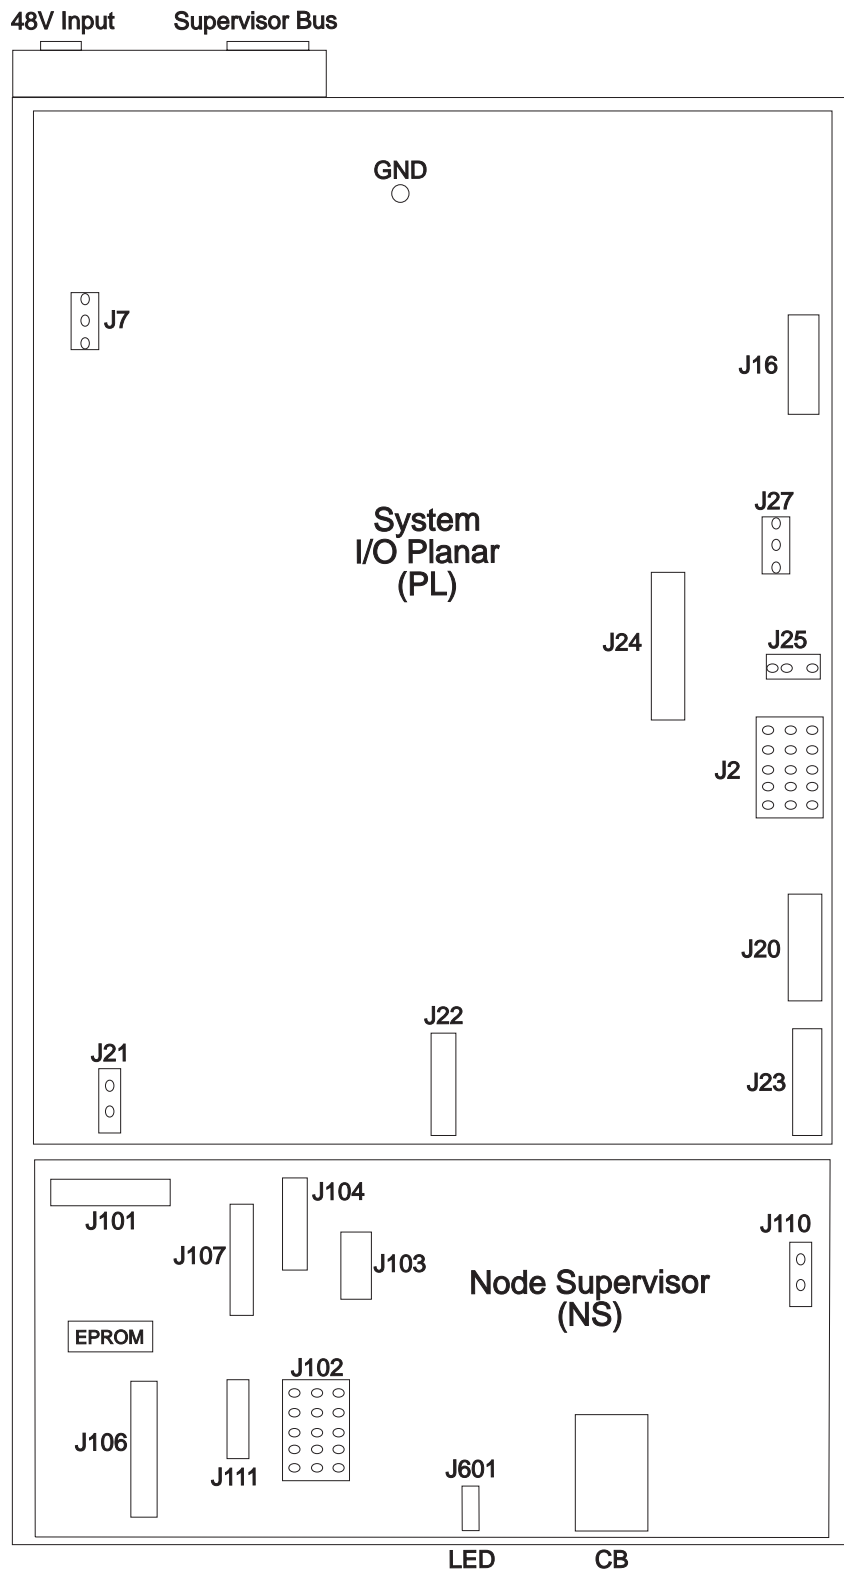 48V Input
Supervisor Bus
GND
J7
J16
J27
System
I/O Planar
(PL)
J24
J25
J2
J20
J22
J21
J23
J101
J104
J107
J103
J110
Node Supervisor
(NS)
EPROM
J102
J106
J111
J601
LED
CB